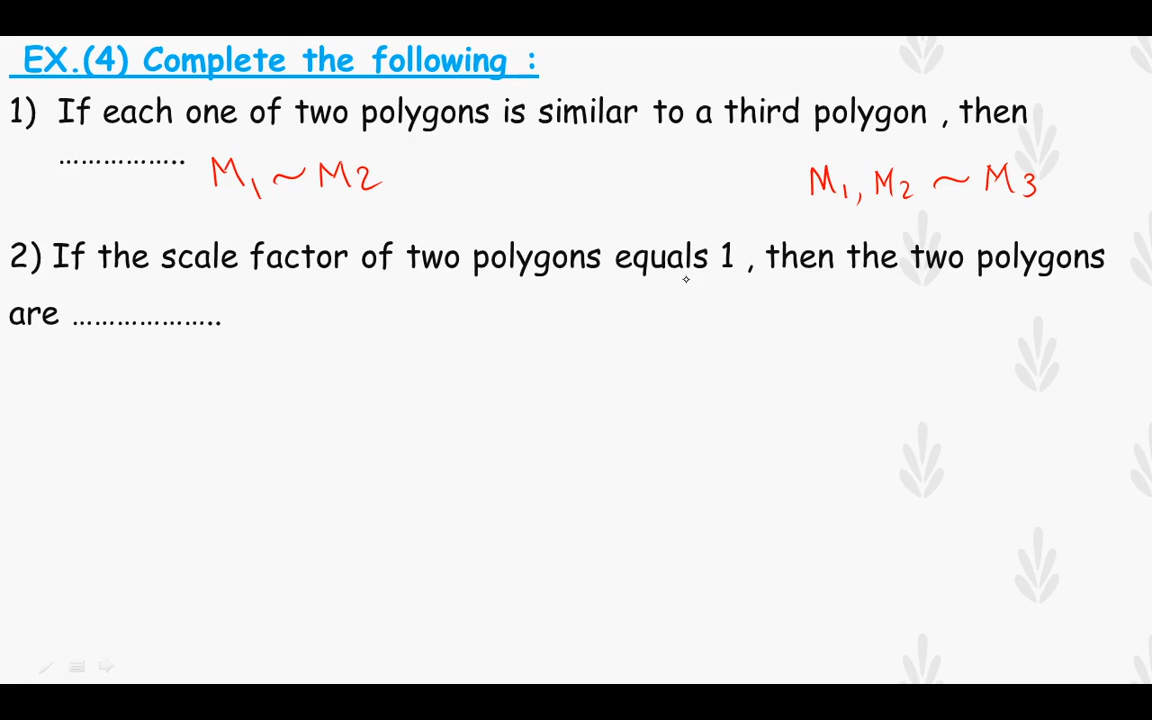 EX.(4) Complete the following :
1) If each one of two polygons is similar to a third polygon , then
…………….. M₁ ~ M2 M₁, M₂ ~ M3
2) If the scale factor of two polygons equals 1 , then the two polygons
are ………………..